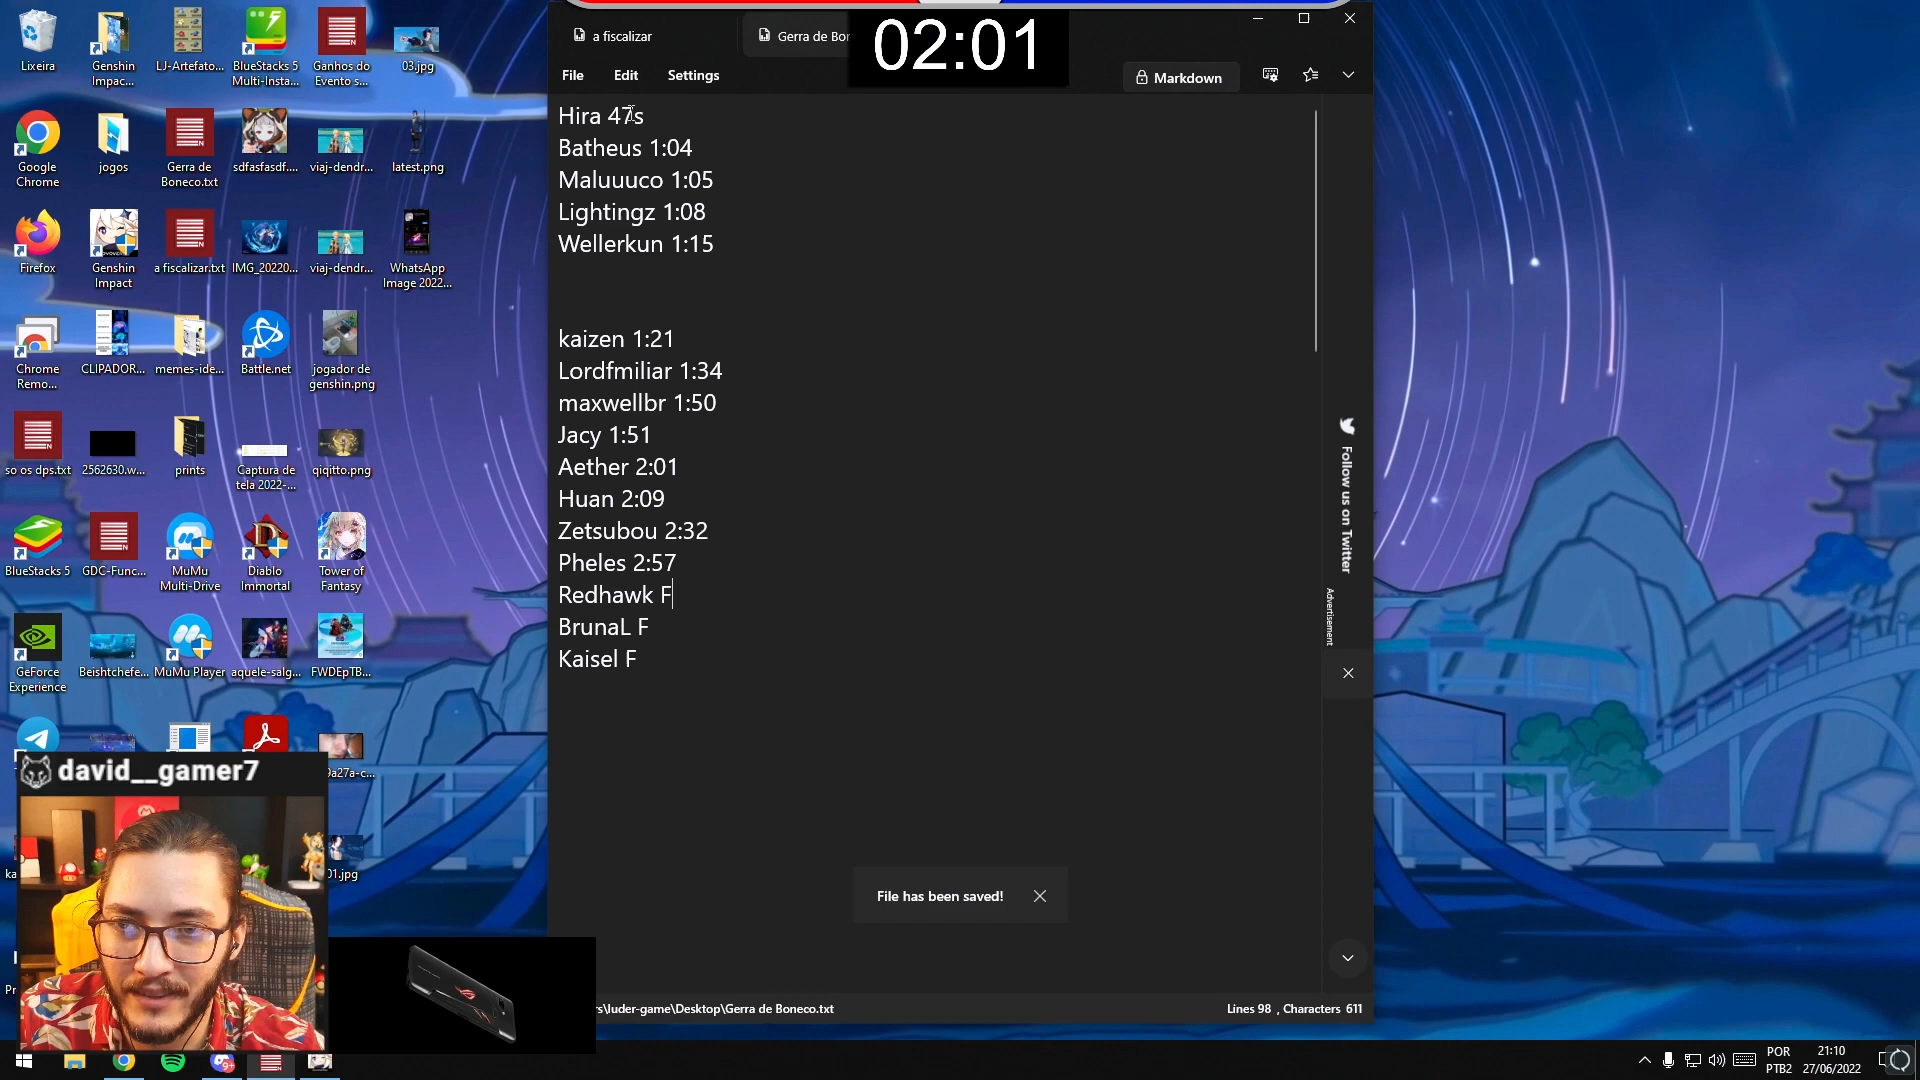 Lixeira
Genshin
Impac...
LJ-Artefato...
BlueStacks 5
Multi-Insta...
Ganhos do
Evento s...
03.jpg
Google
Chrome
jogos
Gerra de
Boneco.txt
sdfasfasdf....
viaj-dendr...
latest.png
Firefox
Genshin
Impact
a fiscalizar.txt
IMG_20220...
viaj-dendr...
WhatsApp
Image 2022...
Chrome
Remo...
CLIPADOR...
memes-ide...
Battle.net
jogador de
genshin.png
so os dps.txt
2562630.w...
prints
Captura de
tela 2022-...
qiqitto.png
BlueStacks 5
GDC-Func...
MuMu
Multi-Drive
Diablo
Immortal
Tower of
Fantasy
GeForce
Experience
Beishtchefe...
MuMu Player
aquele-salg...
FWDEpTB...
9a27a-c...
ka
01.jpg
Pr
david__gamer7
a fiscalizar
Gerra de Bor
02:01
File
Edit
Settings
Markdown
Hira 47s
Batheus 1:04
Maluuuco 1:05
Lightingz 1:08
Wellerkun 1:15
kaizen 1:21
Lordfmiliar 1:34
maxwellbr 1:50
Jacy 1:51
Aether 2:01
Huan 2:09
Zetsubou 2:32
Pheles 2:57
Redhawk F
BrunaL F
Kaisel F
Follow us on Twitter
Advertisement
File has been saved!
rs\luder-game\Desktop\Gerra de Boneco.txt
Lines 98 , Characters 611
9+
POR
PTB2
21:10
27/06/2022